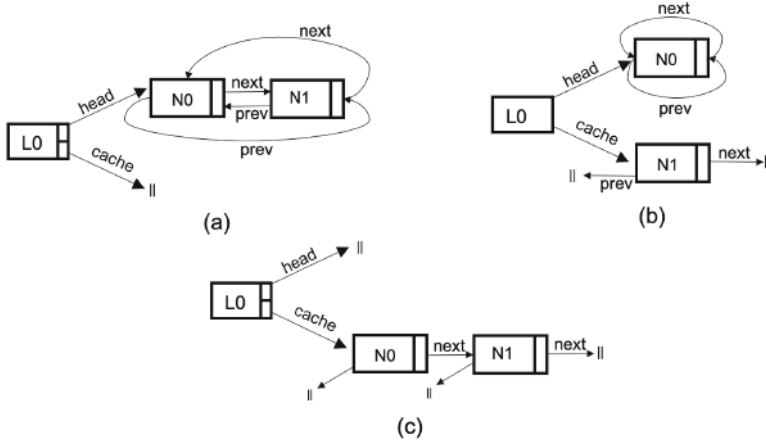 next
head
N0
next
N1
prev
L0
prev
cache
||
(a)
next
N0
head
prev
L0
cache
N1
next
||
prev
||
(b)
head
||
L0
cache
N0
next
N1
next
||
||
||
(c)